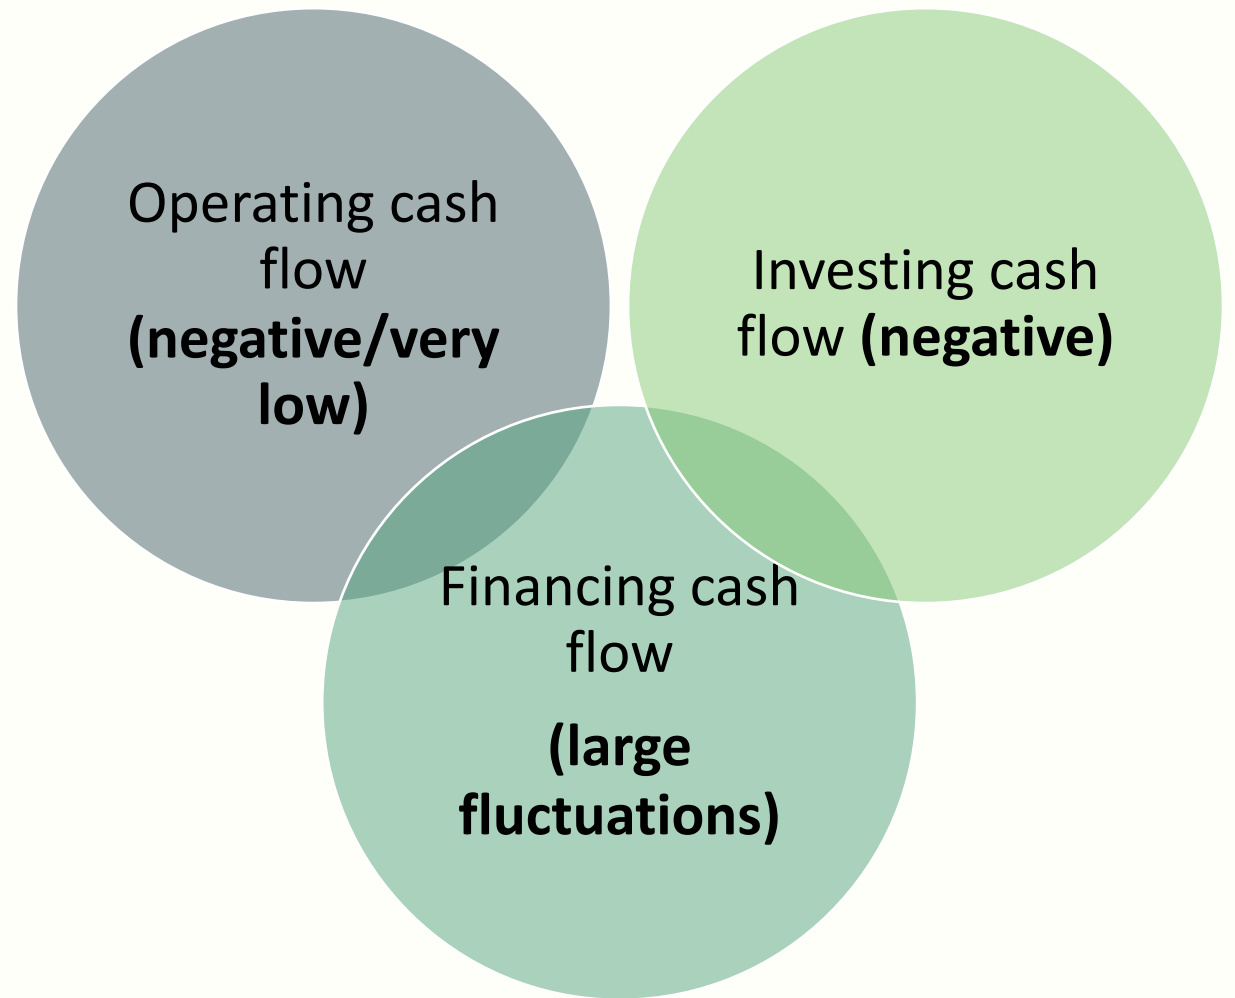 Operating cash
flow
(negative/very
low)
Investing cash
flow (negative)
Financing cash
flow
(large
fluctuations)